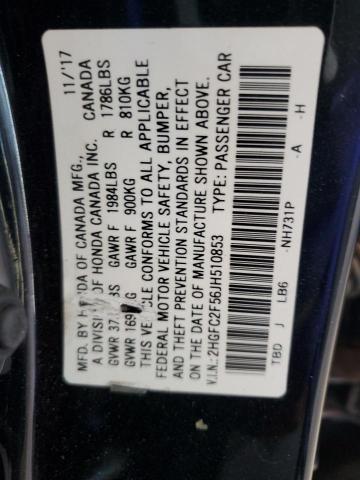 MFD. BY HONDA OF CANADA MFG., 11/'17
A DIVISION OF HONDA CANADA INC. CANADA
GVWR LBS GAWR F 1984LBS R 1786LBS
GVWR KG GAWR F 900KG R 810KG
THIS VEHICLE CONFORMS TO ALL APPLICABLE
FEDERAL MOTOR VEHICLE SAFETY, BUMPER,
AND THEFT PREVENTION STANDARDS IN EFFECT
ON THE DATE OF MANUFACTURE SHOWN ABOVE.
V.I.N.: 2HGFC2F56JH510853 TYPE: PASSENGER CAR
TBD J LB6 -NH731P -A -H